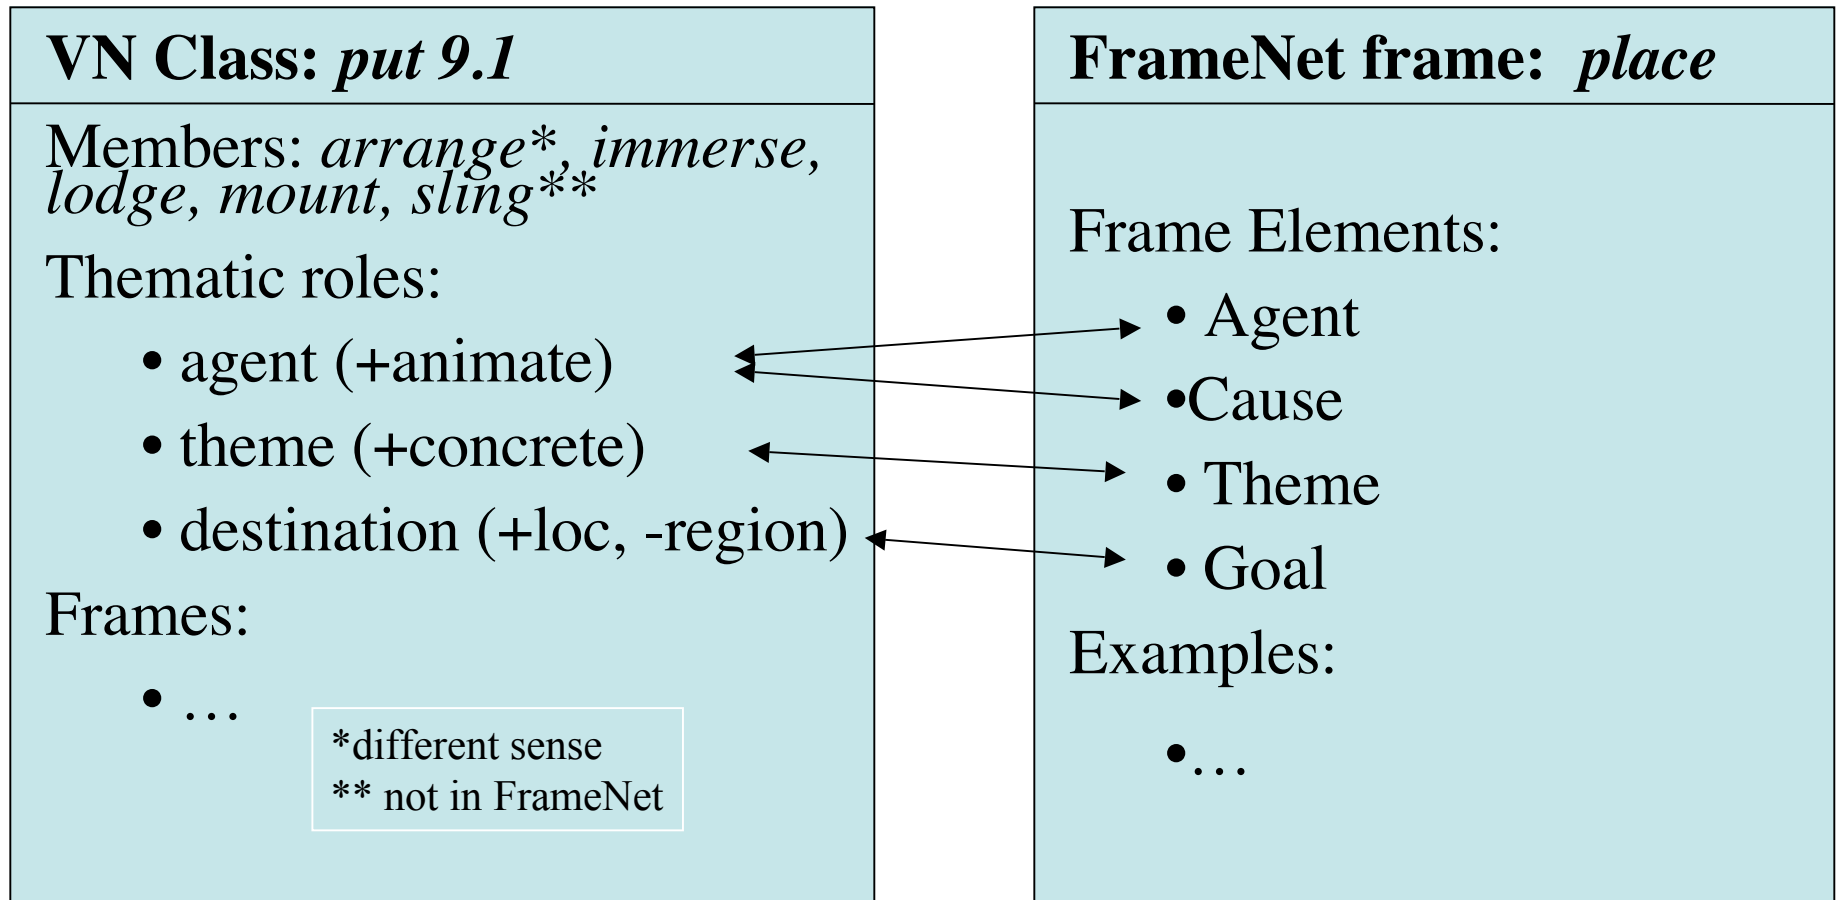 VN Class: put 9.1
Members: arrange*, immerse,
lodge, mount, sling**
Thematic roles:
• agent (+animate)
• theme (+concrete)
• destination (+loc, -region)
Frames:
• …
*different sense
** not in FrameNet
FrameNet frame: place
Frame Elements:
• Agent
•Cause
• Theme
• Goal
Examples:
•…